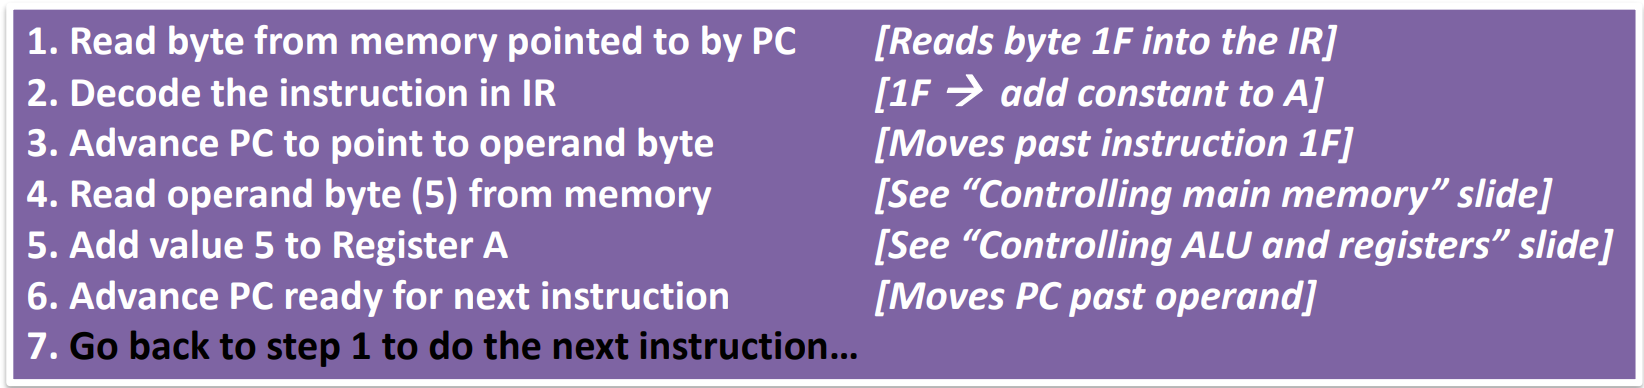 1. Read byte from memory pointed to by PC [Reads byte 1F into the IR]
2. Decode the instruction in IR [1F → add constant to A]
3. Advance PC to point to operand byte [Moves past instruction 1F]
4. Read operand byte (5) from memory [See “Controlling main memory” slide]
5. Add value 5 to Register A [See “Controlling ALU and registers” slide]
6. Advance PC ready for next instruction [Moves PC past operand]
7. Go back to step 1 to do the next instruction...